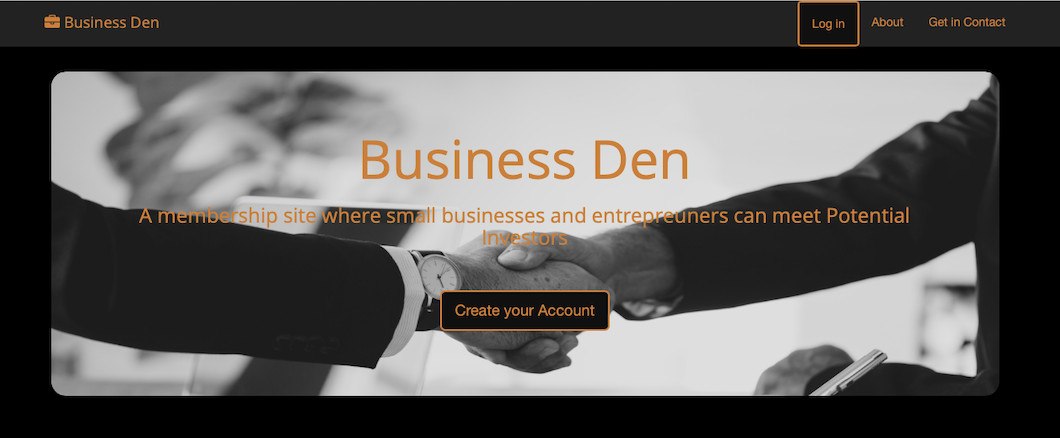 Business Den
Log in
About
Get in Contact
Business Den
A membership site where small businesses and entrepreuners can meet Potential
Investors
Create your Account